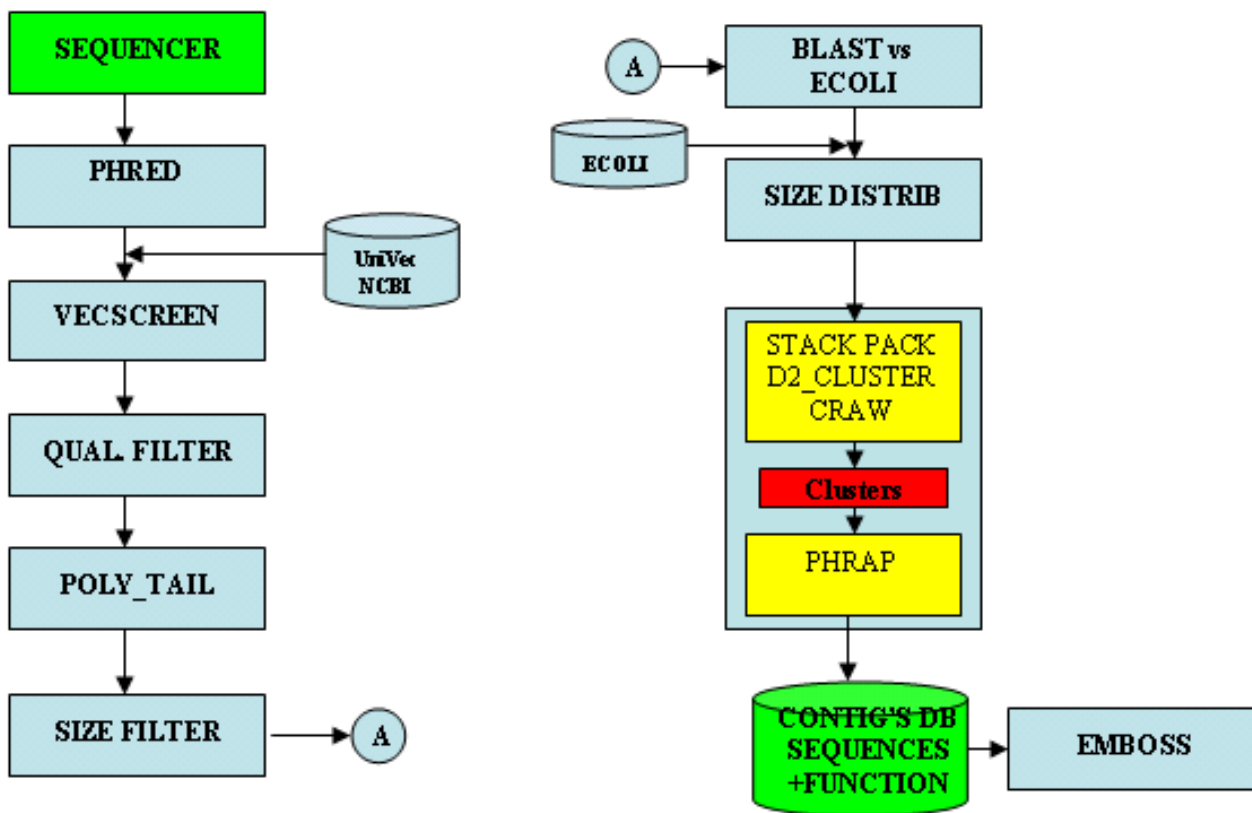 SEQUENCER
PHRED
UniVec
NCBI
VECSCREEN
QUAL. FILTER
POLY_TAIL
SIZE FILTER
A
A
BLAST vs
ECOLI
ECOLI
SIZE DISTRIB
STACK PACK
D2_CLUSTER
CRAW
Clusters
PHRAP
CONTIG'S DB
SEQUENCES
+FUNCTION
EMBOSS